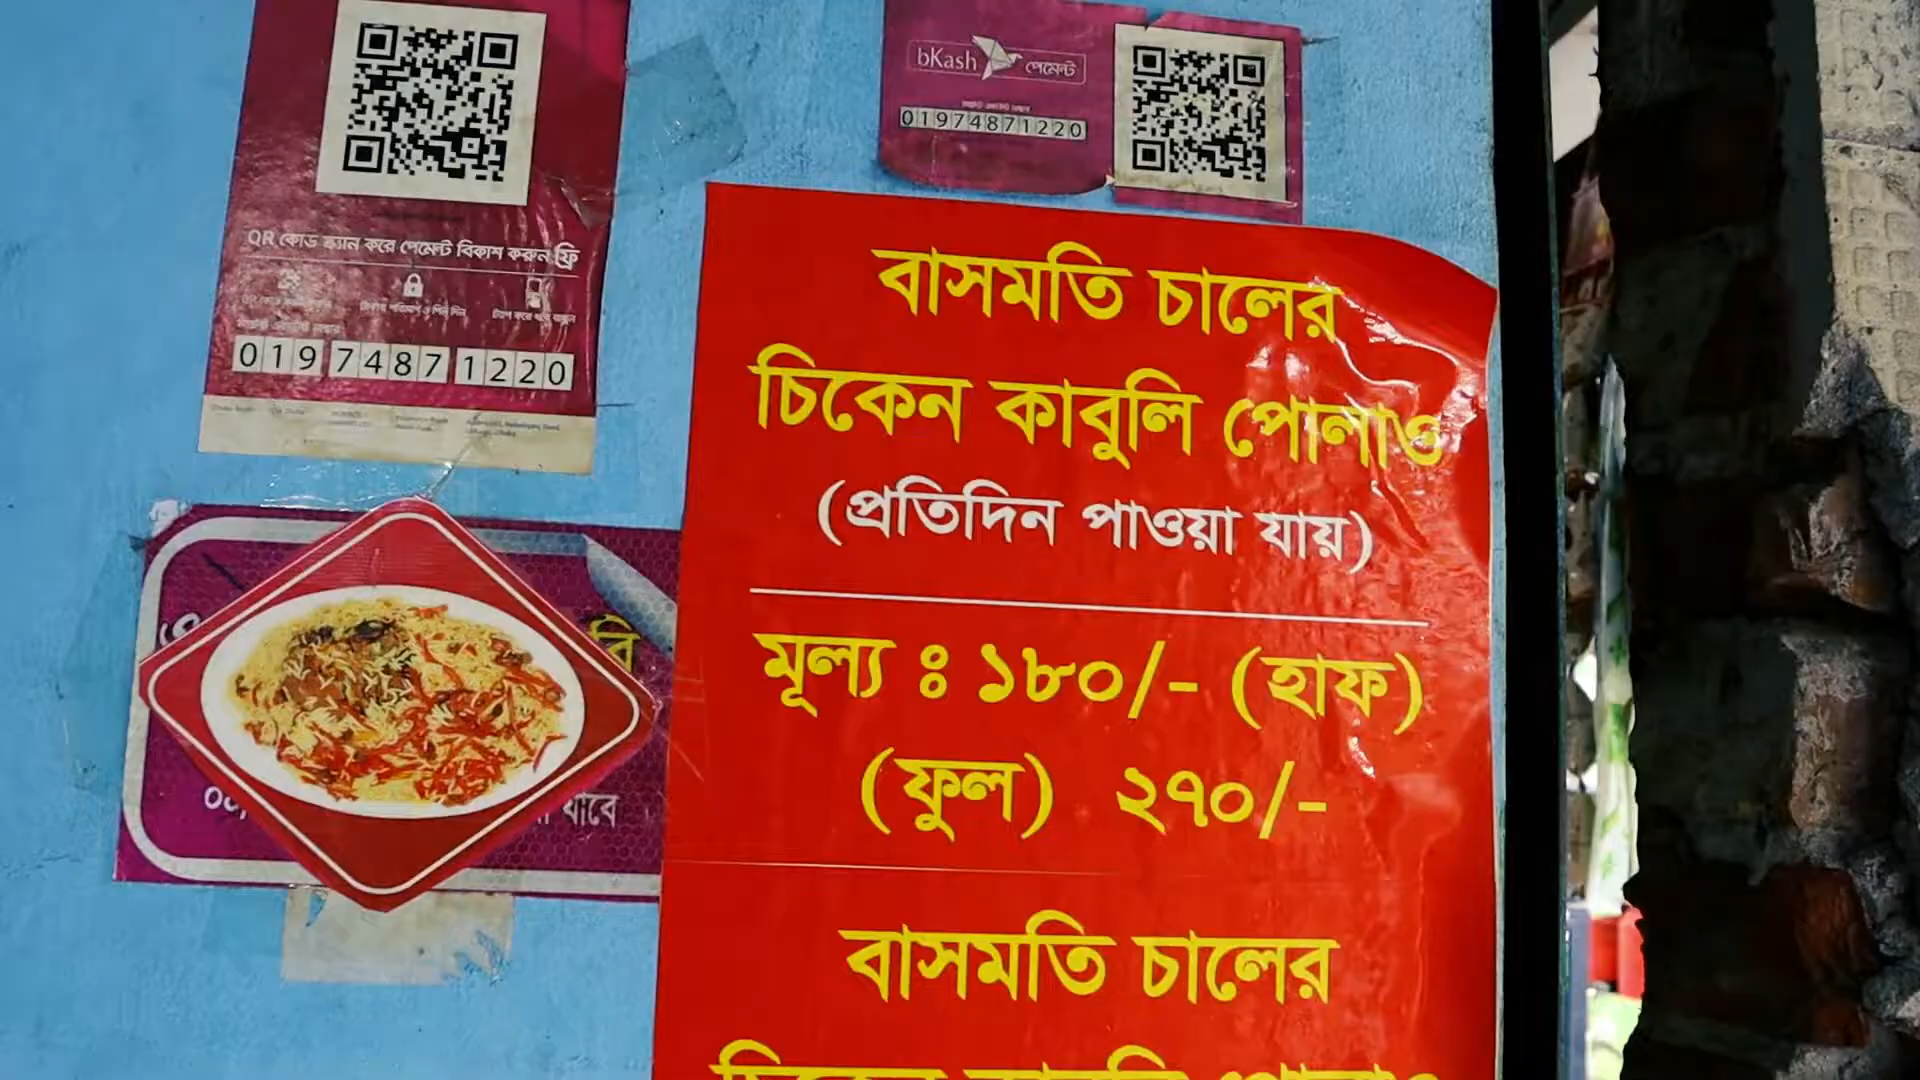 QR কোড স্ক্যান করে পেমেন্ট বিকাশ করুন ফ্রি
01974871220
bKash পেমেন্ট
01974871220
বাসমতি চালের
চিকেন কাবুলি পোলাও
(প্রতিদিন পাওয়া যায়)
মূল্য ঃ ১৮০/- (হাফ)
(ফুল) ২৭০/-
বাসমতি চালের
চিকেন কাবুলি পোলাও
যাবে